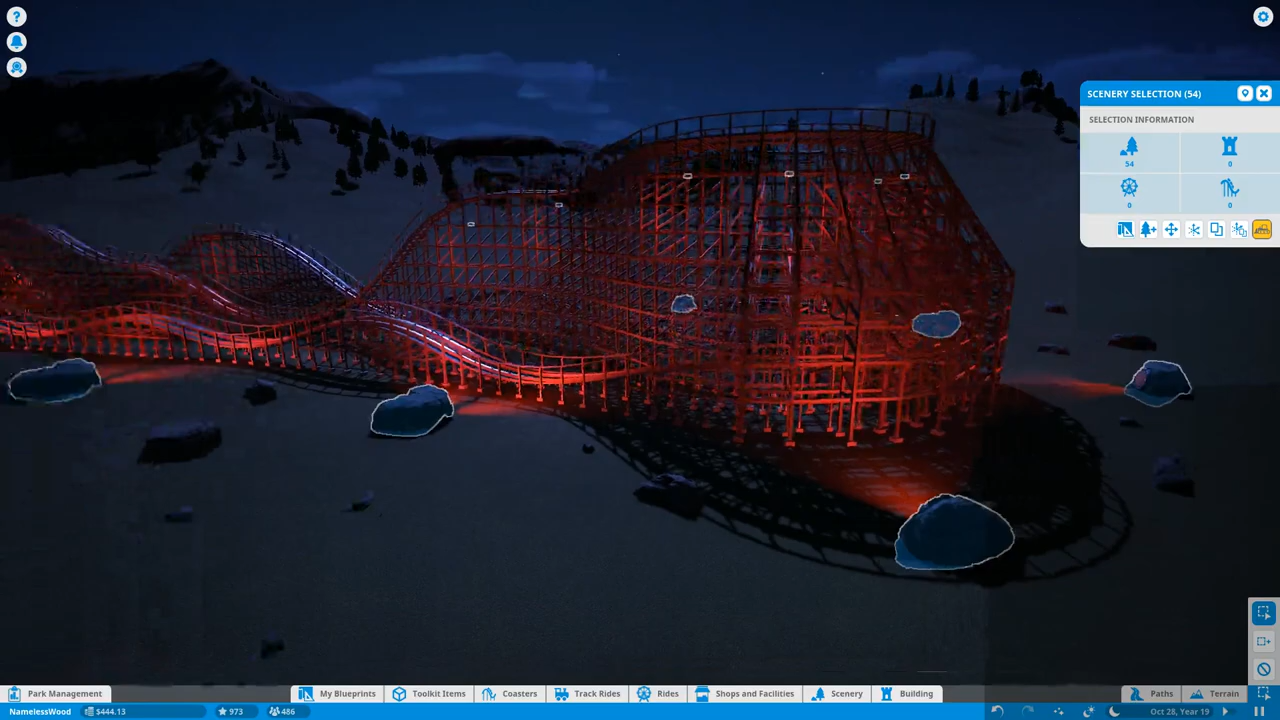 ?
SCENERY SELECTION (54)
SELECTION INFORMATION
54
0
0
0
Park Management
My Blueprints
Toolkit Items
Coasters
Track Rides
Rides
Shops and Facilities
Scenery
Building
Paths
Terrain
NamelessWood
$444.13
973
486
Oct 28, Year 19